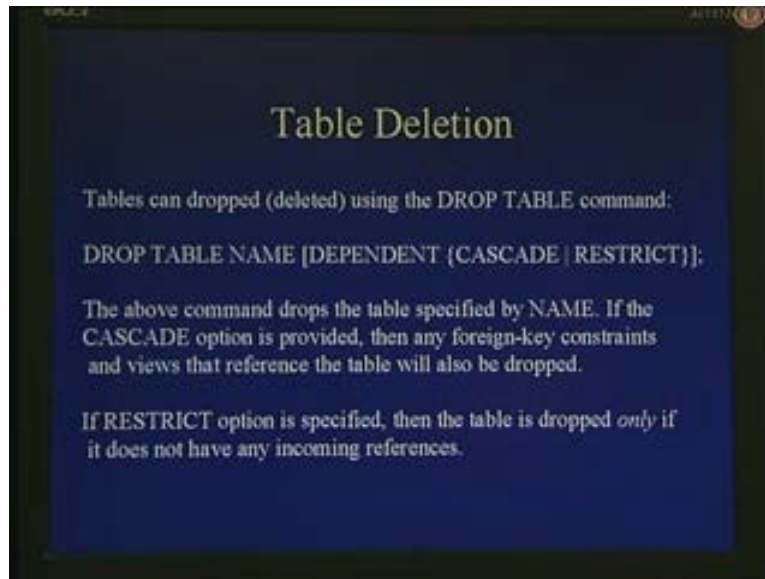 acer
Table Deletion
Tables can dropped (deleted) using the DROP TABLE command:
DROP TABLE NAME [DEPENDENT {CASCADE | RESTRICT}];
The above command drops the table specified by NAME. If the
CASCADE option is provided, then any foreign-key constraints
and views that reference the table will also be dropped.
If RESTRICT option is specified, then the table is dropped only if
it does not have any incoming references.